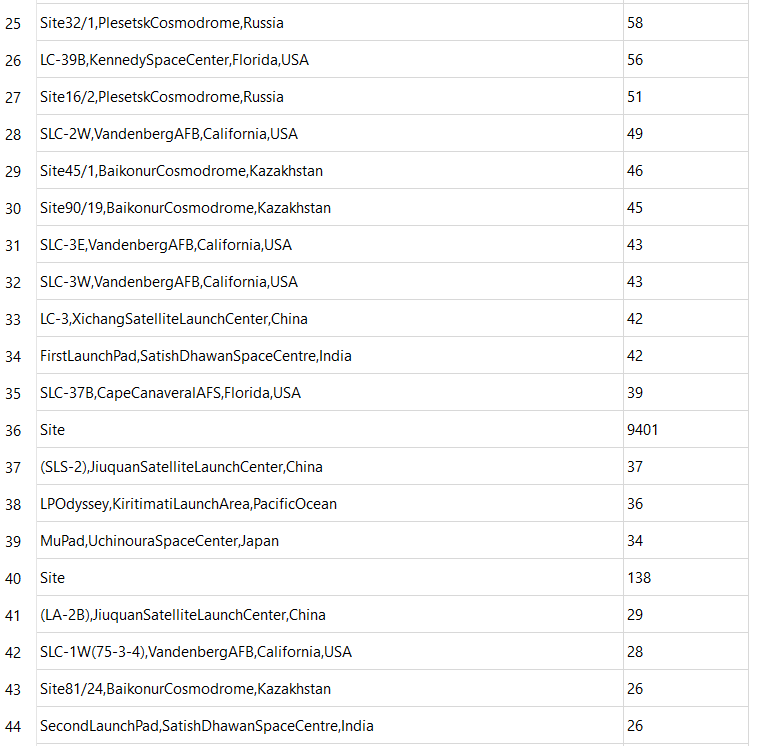 25 Site32/1,PlesetskCosmodrome,Russia 58
26 LC-39B,KennedySpaceCenter,Florida,USA 56
27 Site16/2,PlesetskCosmodrome,Russia 51
28 SLC-2W,VandenbergAFB,California,USA 49
29 Site45/1,BaikonurCosmodrome,Kazakhstan 46
30 Site90/19,BaikonurCosmodrome,Kazakhstan 45
31 SLC-3E,VandenbergAFB,California,USA 43
32 SLC-3W,VandenbergAFB,California,USA 43
33 LC-3,XichangSatelliteLaunchCenter,China 42
34 FirstLaunchPad,SatishDhawanSpaceCentre,India 42
35 SLC-37B,CapeCanaveralAFS,Florida,USA 39
36 Site 9401
37 (SLS-2),JiuquanSatelliteLaunchCenter,China 37
38 LPOdyssey,KiritimatiLaunchArea,PacificOcean 36
39 MuPad,UchinouraSpaceCenter,Japan 34
40 Site 138
41 (LA-2B),JiuquanSatelliteLaunchCenter,China 29
42 SLC-1W(75-3-4),VandenbergAFB,California,USA 28
43 Site81/24,BaikonurCosmodrome,Kazakhstan 26
44 SecondLaunchPad,SatishDhawanSpaceCentre,India 26